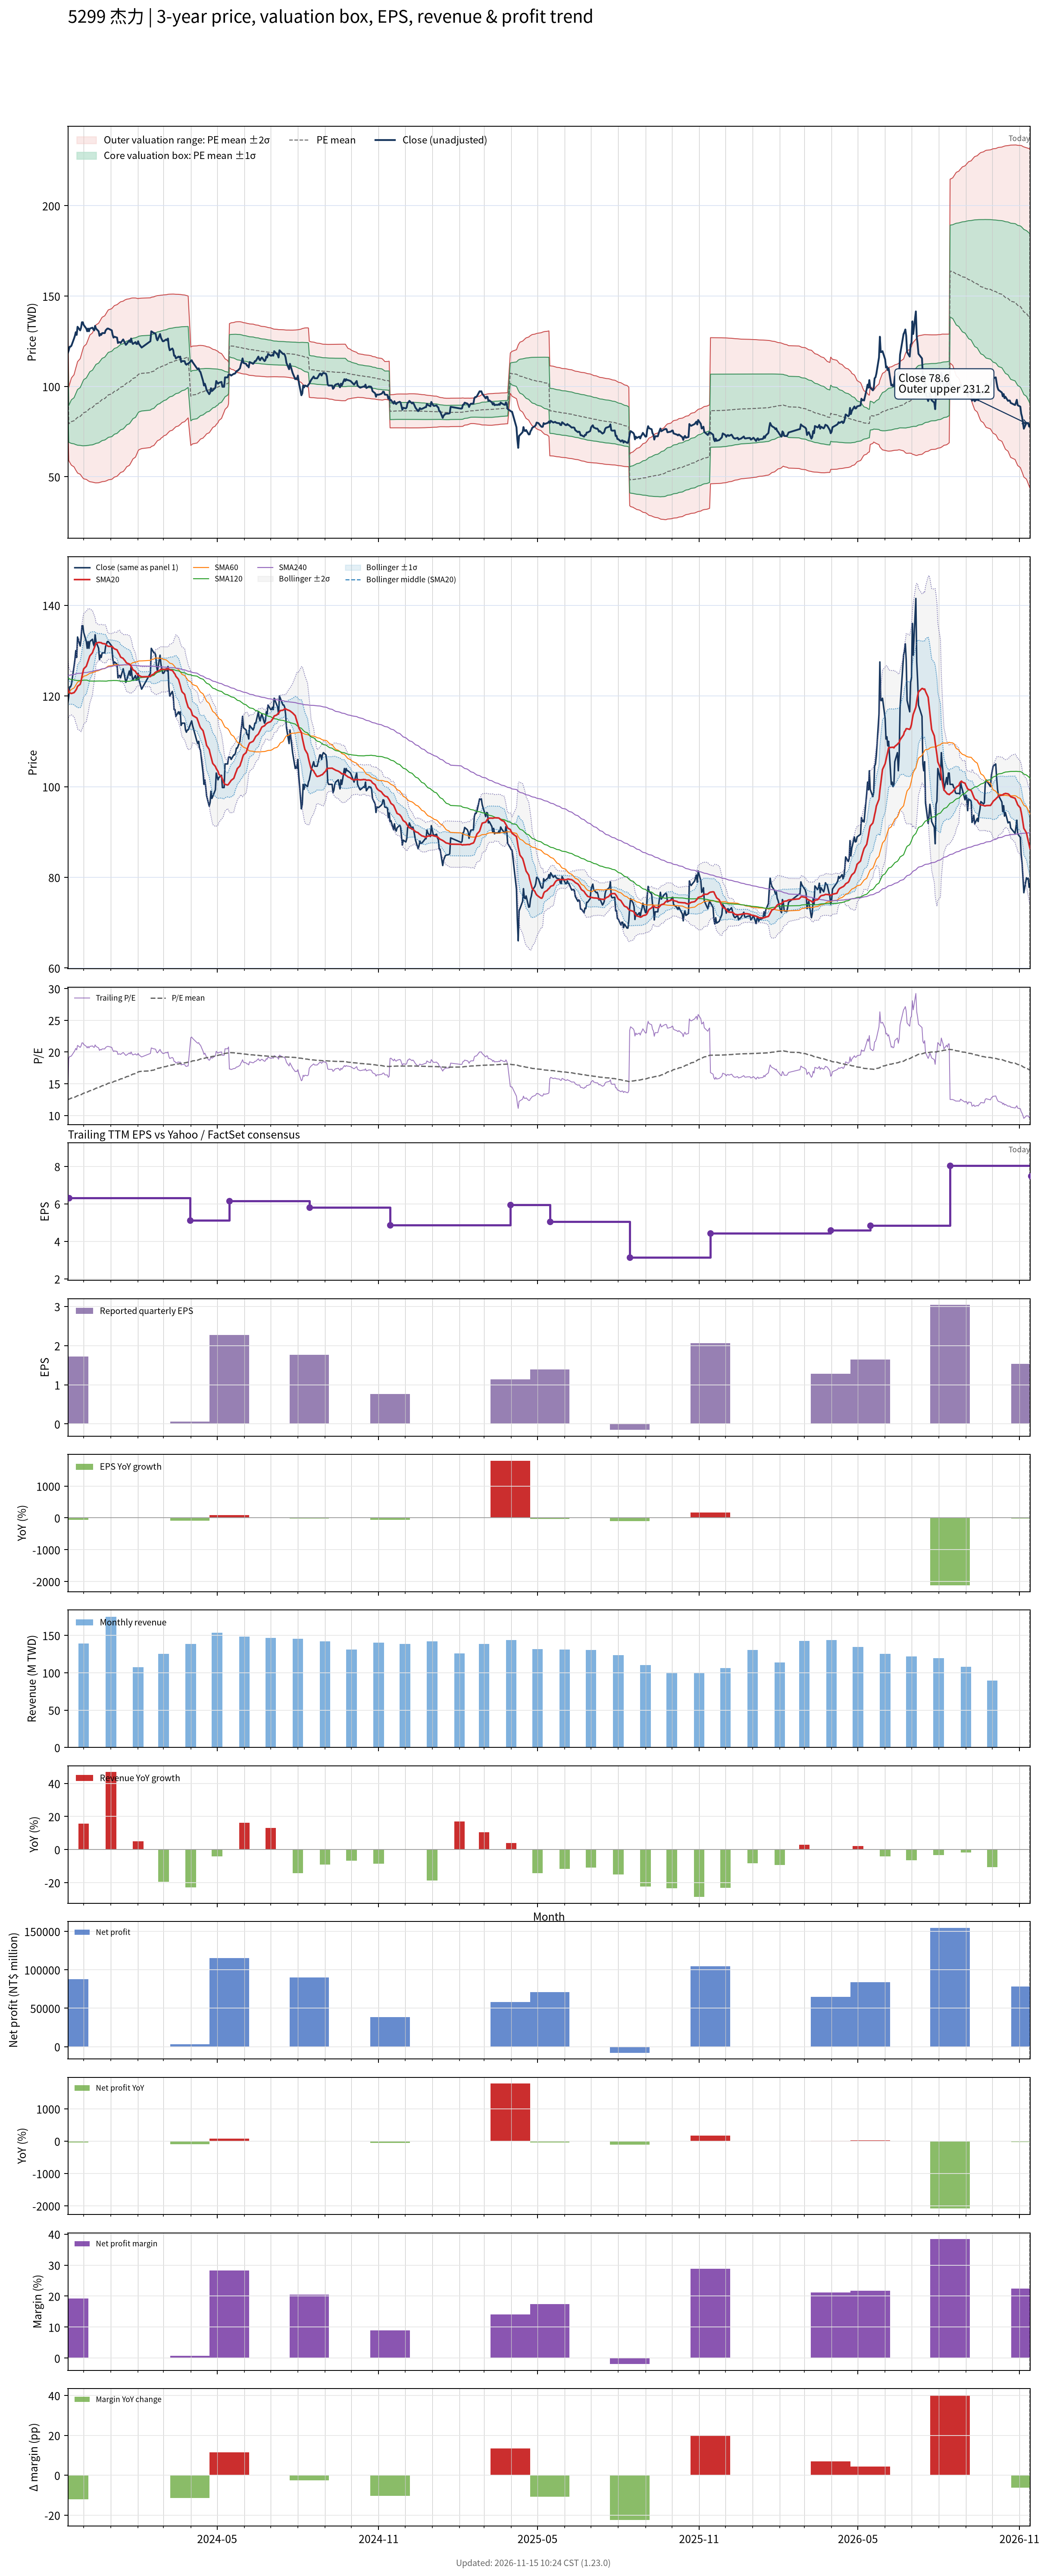 5299 杰力 | 3-year price, valuation box, EPS, revenue & profit trend
Outer valuation range: PE mean ±2σ
Core valuation box: PE mean ±1σ
PE mean
Close (unadjusted)
Today
200
150
100
50
Price (TWD)
Close 78.6
Outer upper 231.2
Close (same as panel 1)
SMA20
SMA60
SMA120
SMA240
Bollinger ±2σ
Bollinger ±1σ
Bollinger middle (SMA20)
140
120
100
80
60
Price
Trailing P/E
P/E mean
30
25
20
15
10
P/E
Trailing TTM EPS vs Yahoo / FactSet consensus
Today
8
6
4
2
EPS
Reported quarterly EPS
3
2
1
0
EPS
EPS YoY growth
1000
0
-1000
-2000
YoY (%)
Monthly revenue
150
100
50
0
Revenue (M TWD)
Revenue YoY growth
40
20
0
-20
YoY (%)
Month
Net profit
150000
100000
50000
0
Net profit (NT$ million)
Net profit YoY
1000
0
-1000
-2000
YoY (%)
Net profit margin
40
30
20
10
0
Margin (%)
Margin YoY change
40
20
0
-20
Δ margin (pp)
2024-05
2024-11
2025-05
2025-11
2026-05
2026-11
Updated: 2026-11-15 10:24 CST (1.23.0)